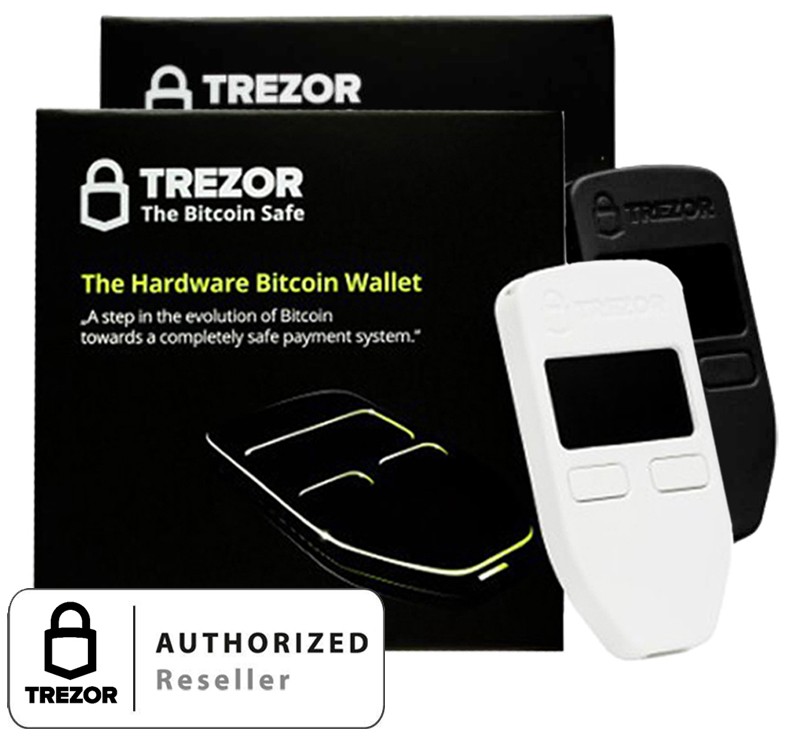 TREZOR
TREZOR
The Bitcoin Safe
The Hardware Bitcoin Wallet
„A step in the evolution of Bitcoin
towards a completely safe payment system.“
TREZOR
TREZOR
TREZOR
AUTHORIZED
Reseller